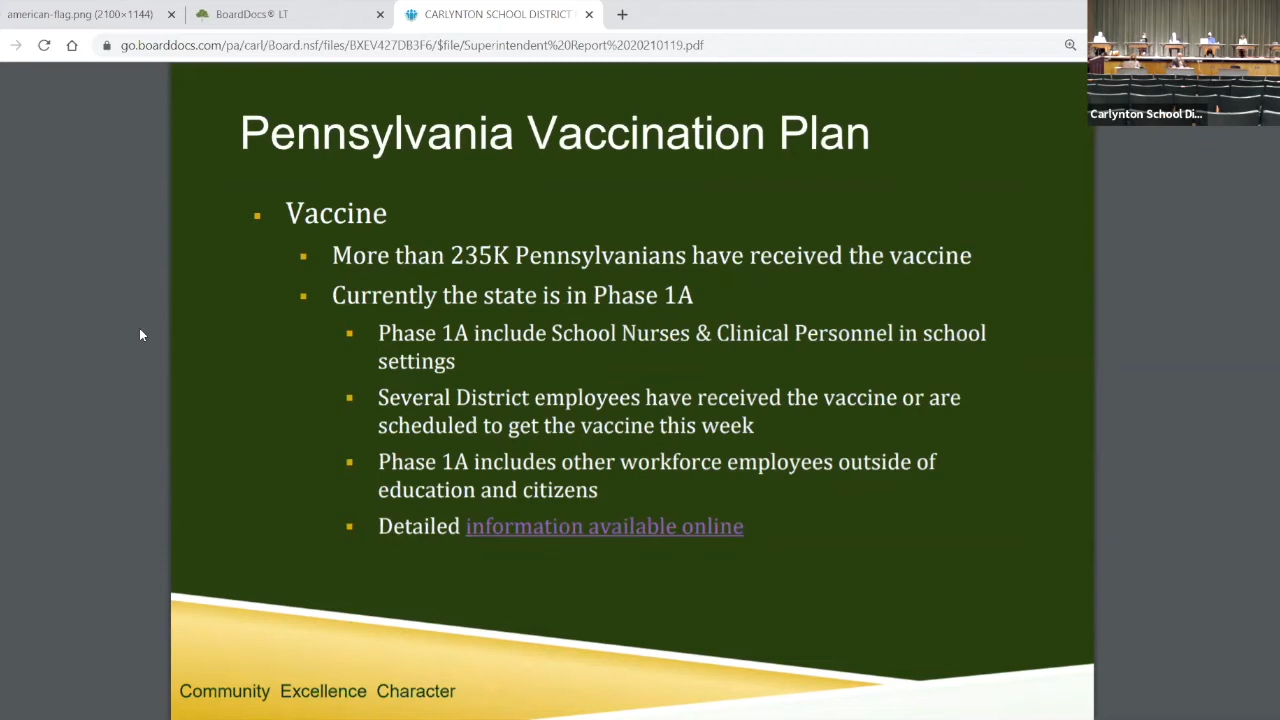 american-flag.png (2100×1144)
BoardDocs® LT
CARLYNTON SCHOOL DISTRICT
go.boarddocs.com/pa/carl/Board.nsf/files/BXEV427DB3F6/$file/Superintendent%20Report%2020210119.pdf
Carlynton School Di...
Pennsylvania Vaccination Plan
Vaccine
More than 235K Pennsylvanians have received the vaccine
Currently the state is in Phase 1A
Phase 1A include School Nurses & Clinical Personnel in school
settings
Several District employees have received the vaccine or are
scheduled to get the vaccine this week
Phase 1A includes other workforce employees outside of
education and citizens
Detailed information available online
Community Excellence Character